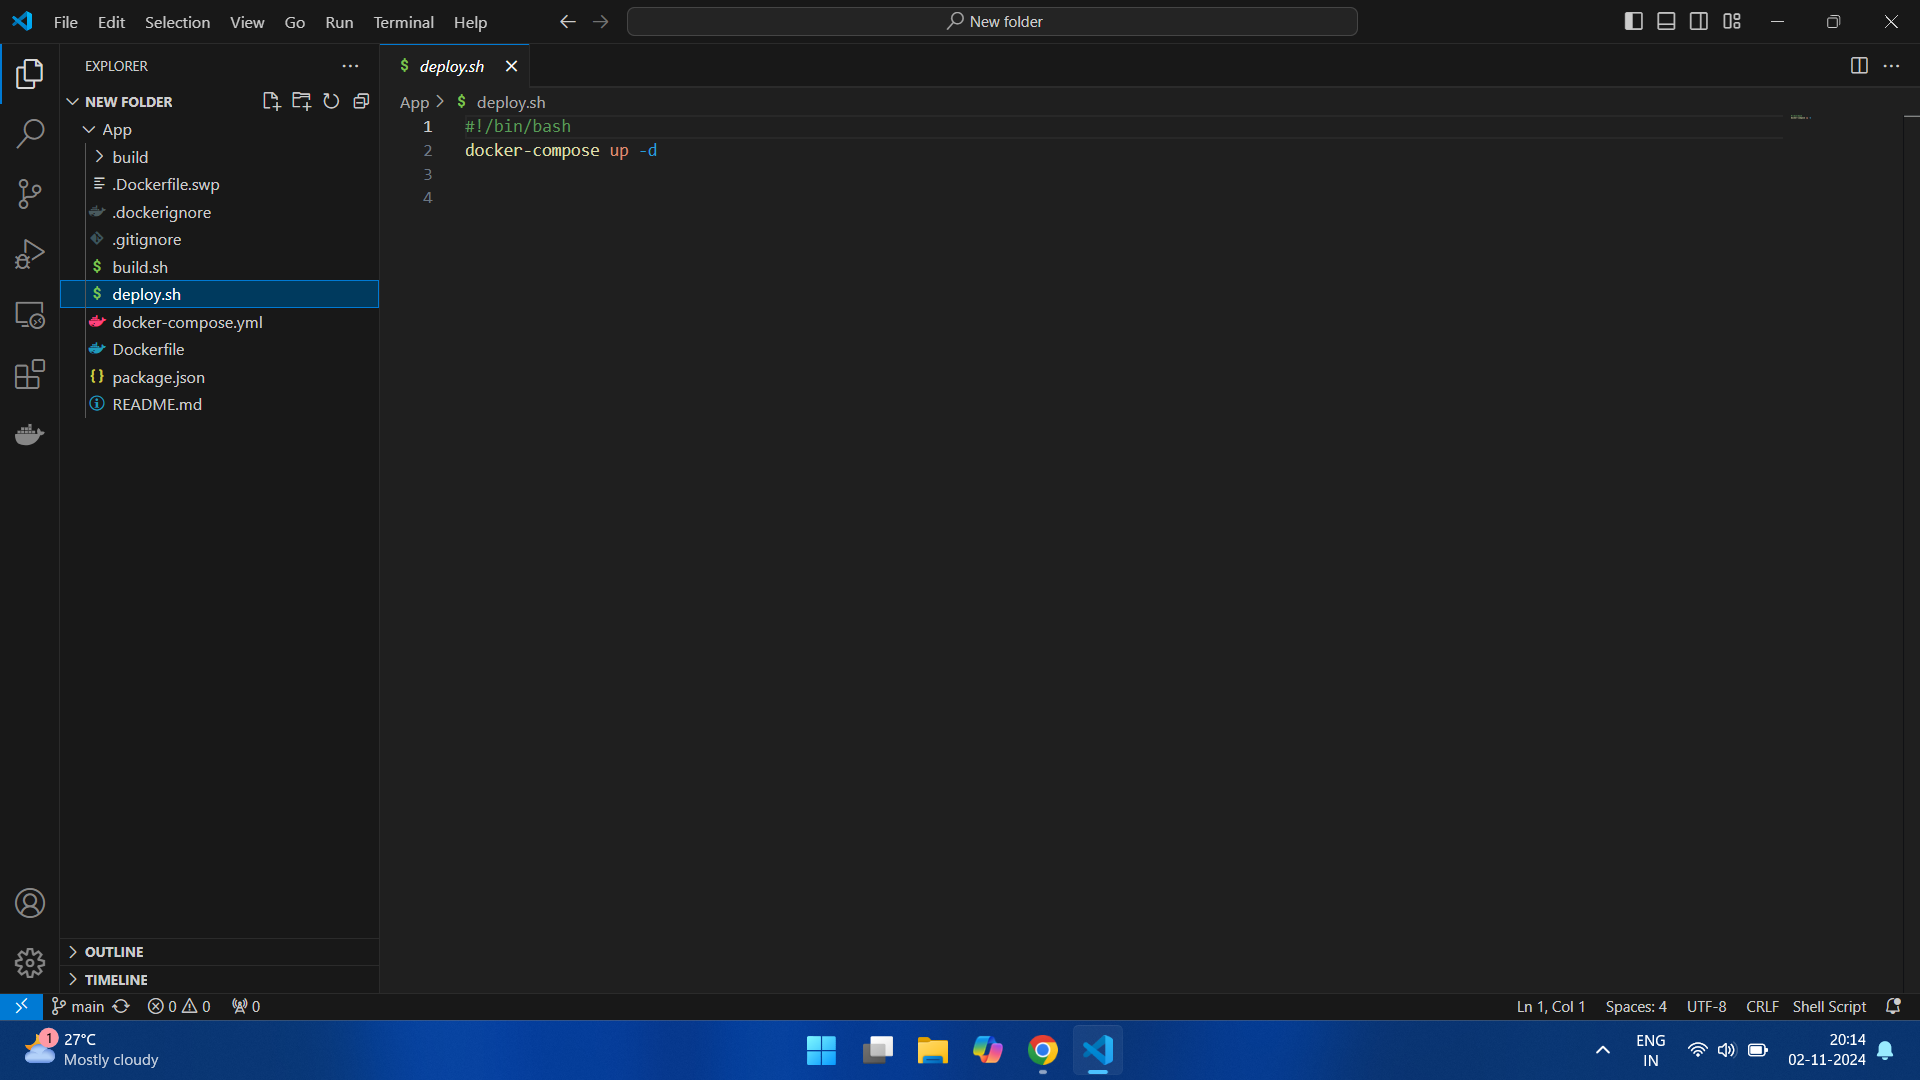 File Edit Selection View Go Run Terminal Help
New folder
EXPLORER
deploy.sh
NEW FOLDER
App > $ deploy.sh
App
1 #!/bin/bash
2 docker-compose up -d
3
4
build
.Dockerfile.swp
.dockerignore
.gitignore
$ build.sh
$ deploy.sh
docker-compose.yml
Dockerfile
{} package.json
README.md
OUTLINE
TIMELINE
main 0 0 0
Ln 1, Col 1 Spaces: 4 UTF-8 CRLF Shell Script
1
27°C
Mostly cloudy
ENG
IN
20:14
02-11-2024